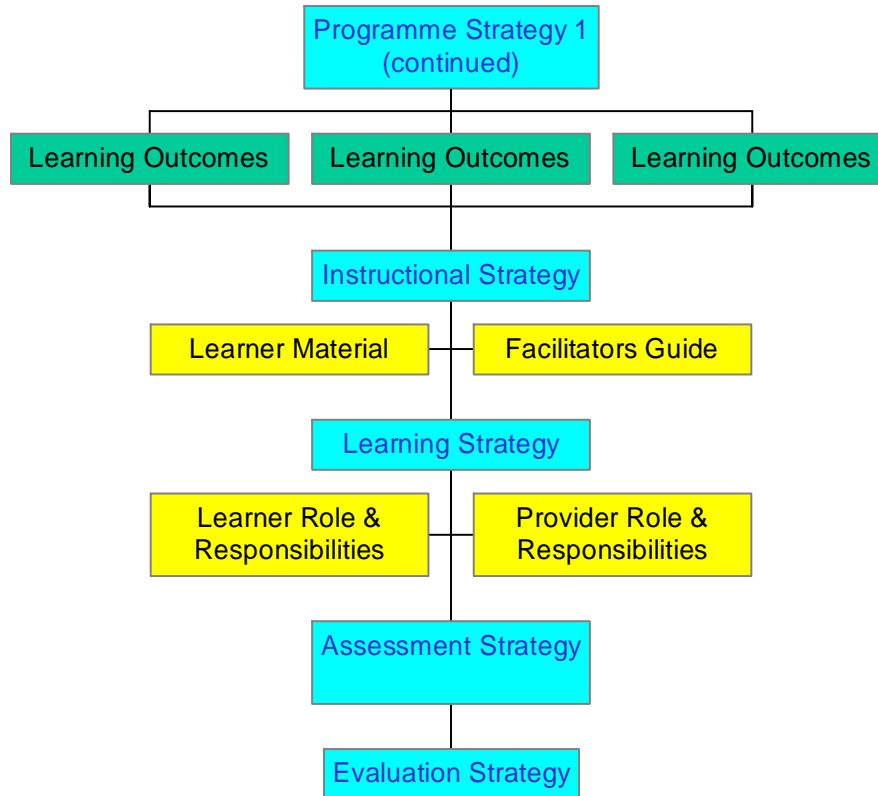 Programme Strategy 1
(continued)
Learning Outcomes
Learning Outcomes
Learning Outcomes
Instructional Strategy
Learner Material
Facilitators Guide
Learning Strategy
Learner Role &
Responsibilities
Provider Role &
Responsibilities
Assessment Strategy
Evaluation Strategy